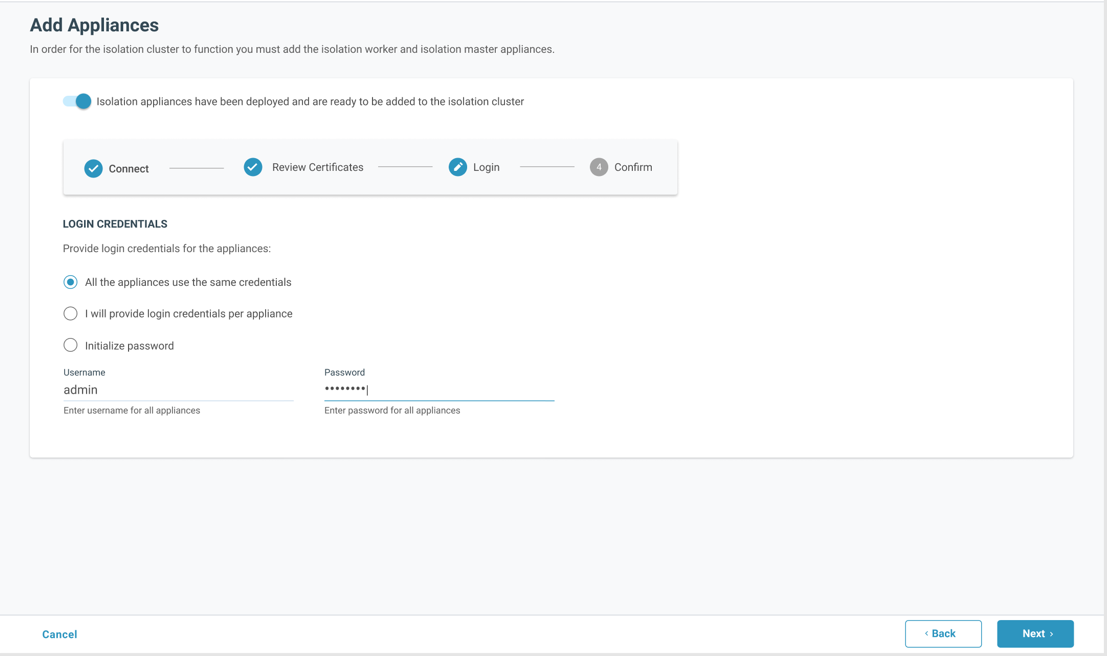 Add Appliances
In order for the isolation cluster to function you must add the isolation worker and isolation master appliances.
Isolation appliances have been deployed and are ready to be added to the isolation cluster
Connect
Review Certificates
Login
4 Confirm
LOGIN CREDENTIALS
Provide login credentials for the appliances:
All the appliances use the same credentials
I will provide login credentials per appliance
Initialize password
Username
admin
Enter username for all appliances
Password
••••••••
Enter password for all appliances
Cancel
‹ Back
Next ›